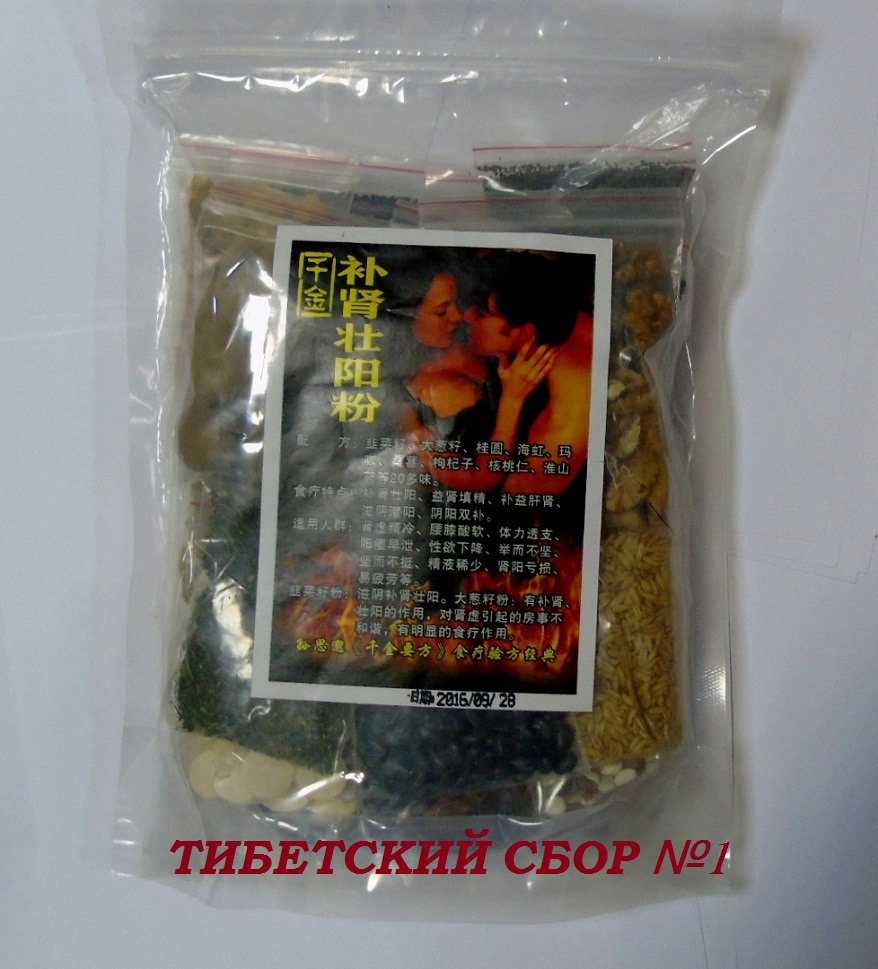 千金
补肾壮阳粉
配 方：韭菜籽、大葱籽、桂圆、海虹、玛
、桑葚、枸杞子、核桃仁、淮山
等20多味。
食疗特点：补肾壮阳、益肾填精、补益肝肾、
滋阴潜阳、阴阳双补。
适用人群：肾虚精冷、腰膝酸软、体力透支、
阳痿早泄、性欲下降、举而不坚、
坚而不挺、精液稀少、肾阳亏损、
易疲劳等。
韭菜籽粉：滋阴补肾壮阳。大葱籽粉：有补肾、
壮阳的作用，对肾虚引起的房事不
和谐，有明显的食疗作用。
孙思邈《千金要方》食疗验方经典
日期 2016/09/28
ТИБЕТСКИЙ СБОР №1